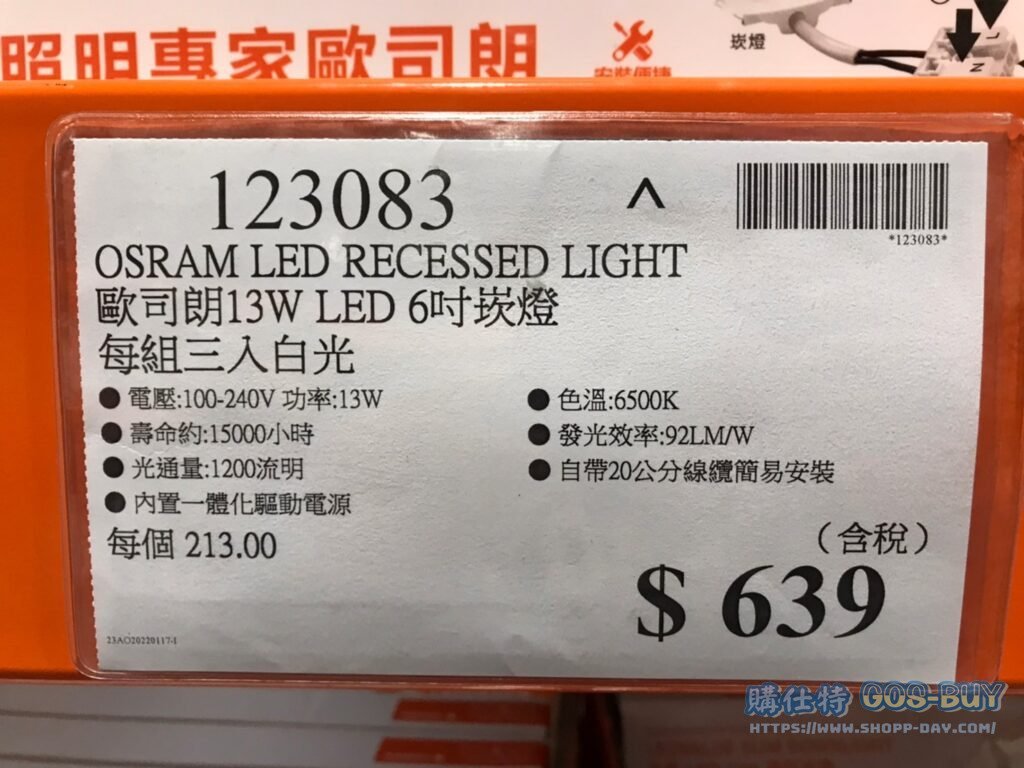 照明專家歐司朗
安裝便捷
崁燈
L
N
123083
^
*123083*
OSRAM LED RECESSED LIGHT
歐司朗13W LED 6吋崁燈
每組三入白光
● 電壓:100-240V 功率:13W
● 色溫:6500K
● 壽命約:15000小時
● 發光效率:92LM/W
● 光通量:1200流明
● 自帶20公分線纜簡易安裝
● 內置一體化驅動電源
每個 213.00
(含稅)
$ 639
23AO20220117-1
購仕特 GOS-BUY
HTTPS://WWW.SHOPP-DAY.COM/